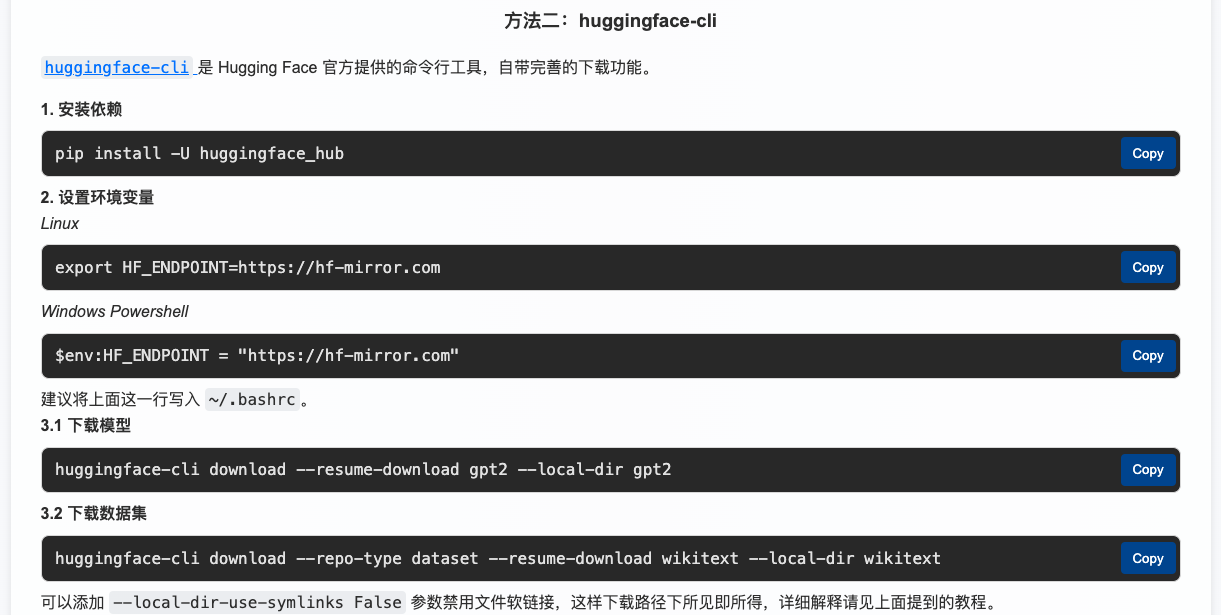 方法二：huggingface-cli
huggingface-cli 是 Hugging Face 官方提供的命令行工具，自带完善的下载功能。
1. 安装依赖
pip install -U huggingface_hub
Copy
2. 设置环境变量
Linux
export HF_ENDPOINT=https://hf-mirror.com
Copy
Windows Powershell
$env:HF_ENDPOINT = "https://hf-mirror.com"
Copy
建议将上面这一行写入 ~/.bashrc。
3.1 下载模型
huggingface-cli download --resume-download gpt2 --local-dir gpt2
Copy
3.2 下载数据集
huggingface-cli download --repo-type dataset --resume-download wikitext --local-dir wikitext
Copy
可以添加 --local-dir-use-symlinks False 参数禁用文件软链接，这样下载路径下所见即所得，详细解释请见上面提到的教程。